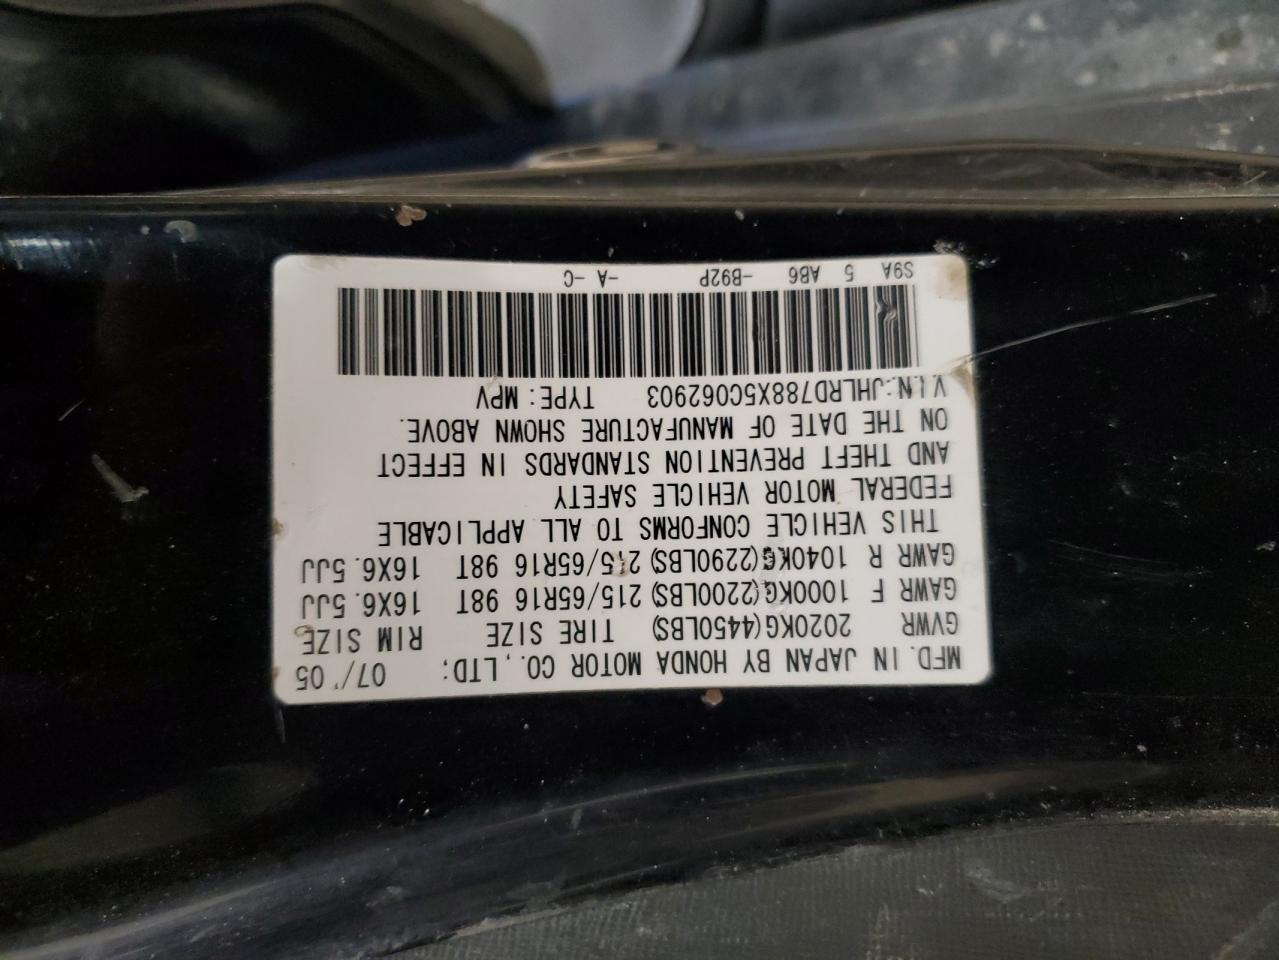 MFD. IN JAPAN BY HONDA MOTOR CO., LTD: 07/'05
GVWR 2020KG(4450LBS) TIRE SIZE RIM SIZE
GAWR F 1000KG(2200LBS) 215/65R16 98T 16X6.5JJ
GAWR R 1040KG(2290LBS) 215/65R16 98T 16X6.5JJ
THIS VEHICLE CONFORMS TO ALL APPLICABLE
FEDERAL MOTOR VEHICLE SAFETY
AND THEFT PREVENTION STANDARDS IN EFFECT
ON THE DATE OF MANUFACTURE SHOWN ABOVE.
V.I.N.:JHLRD788X5C062903 TYPE: MPV
S9A 5 AB6 -B92P -A -C